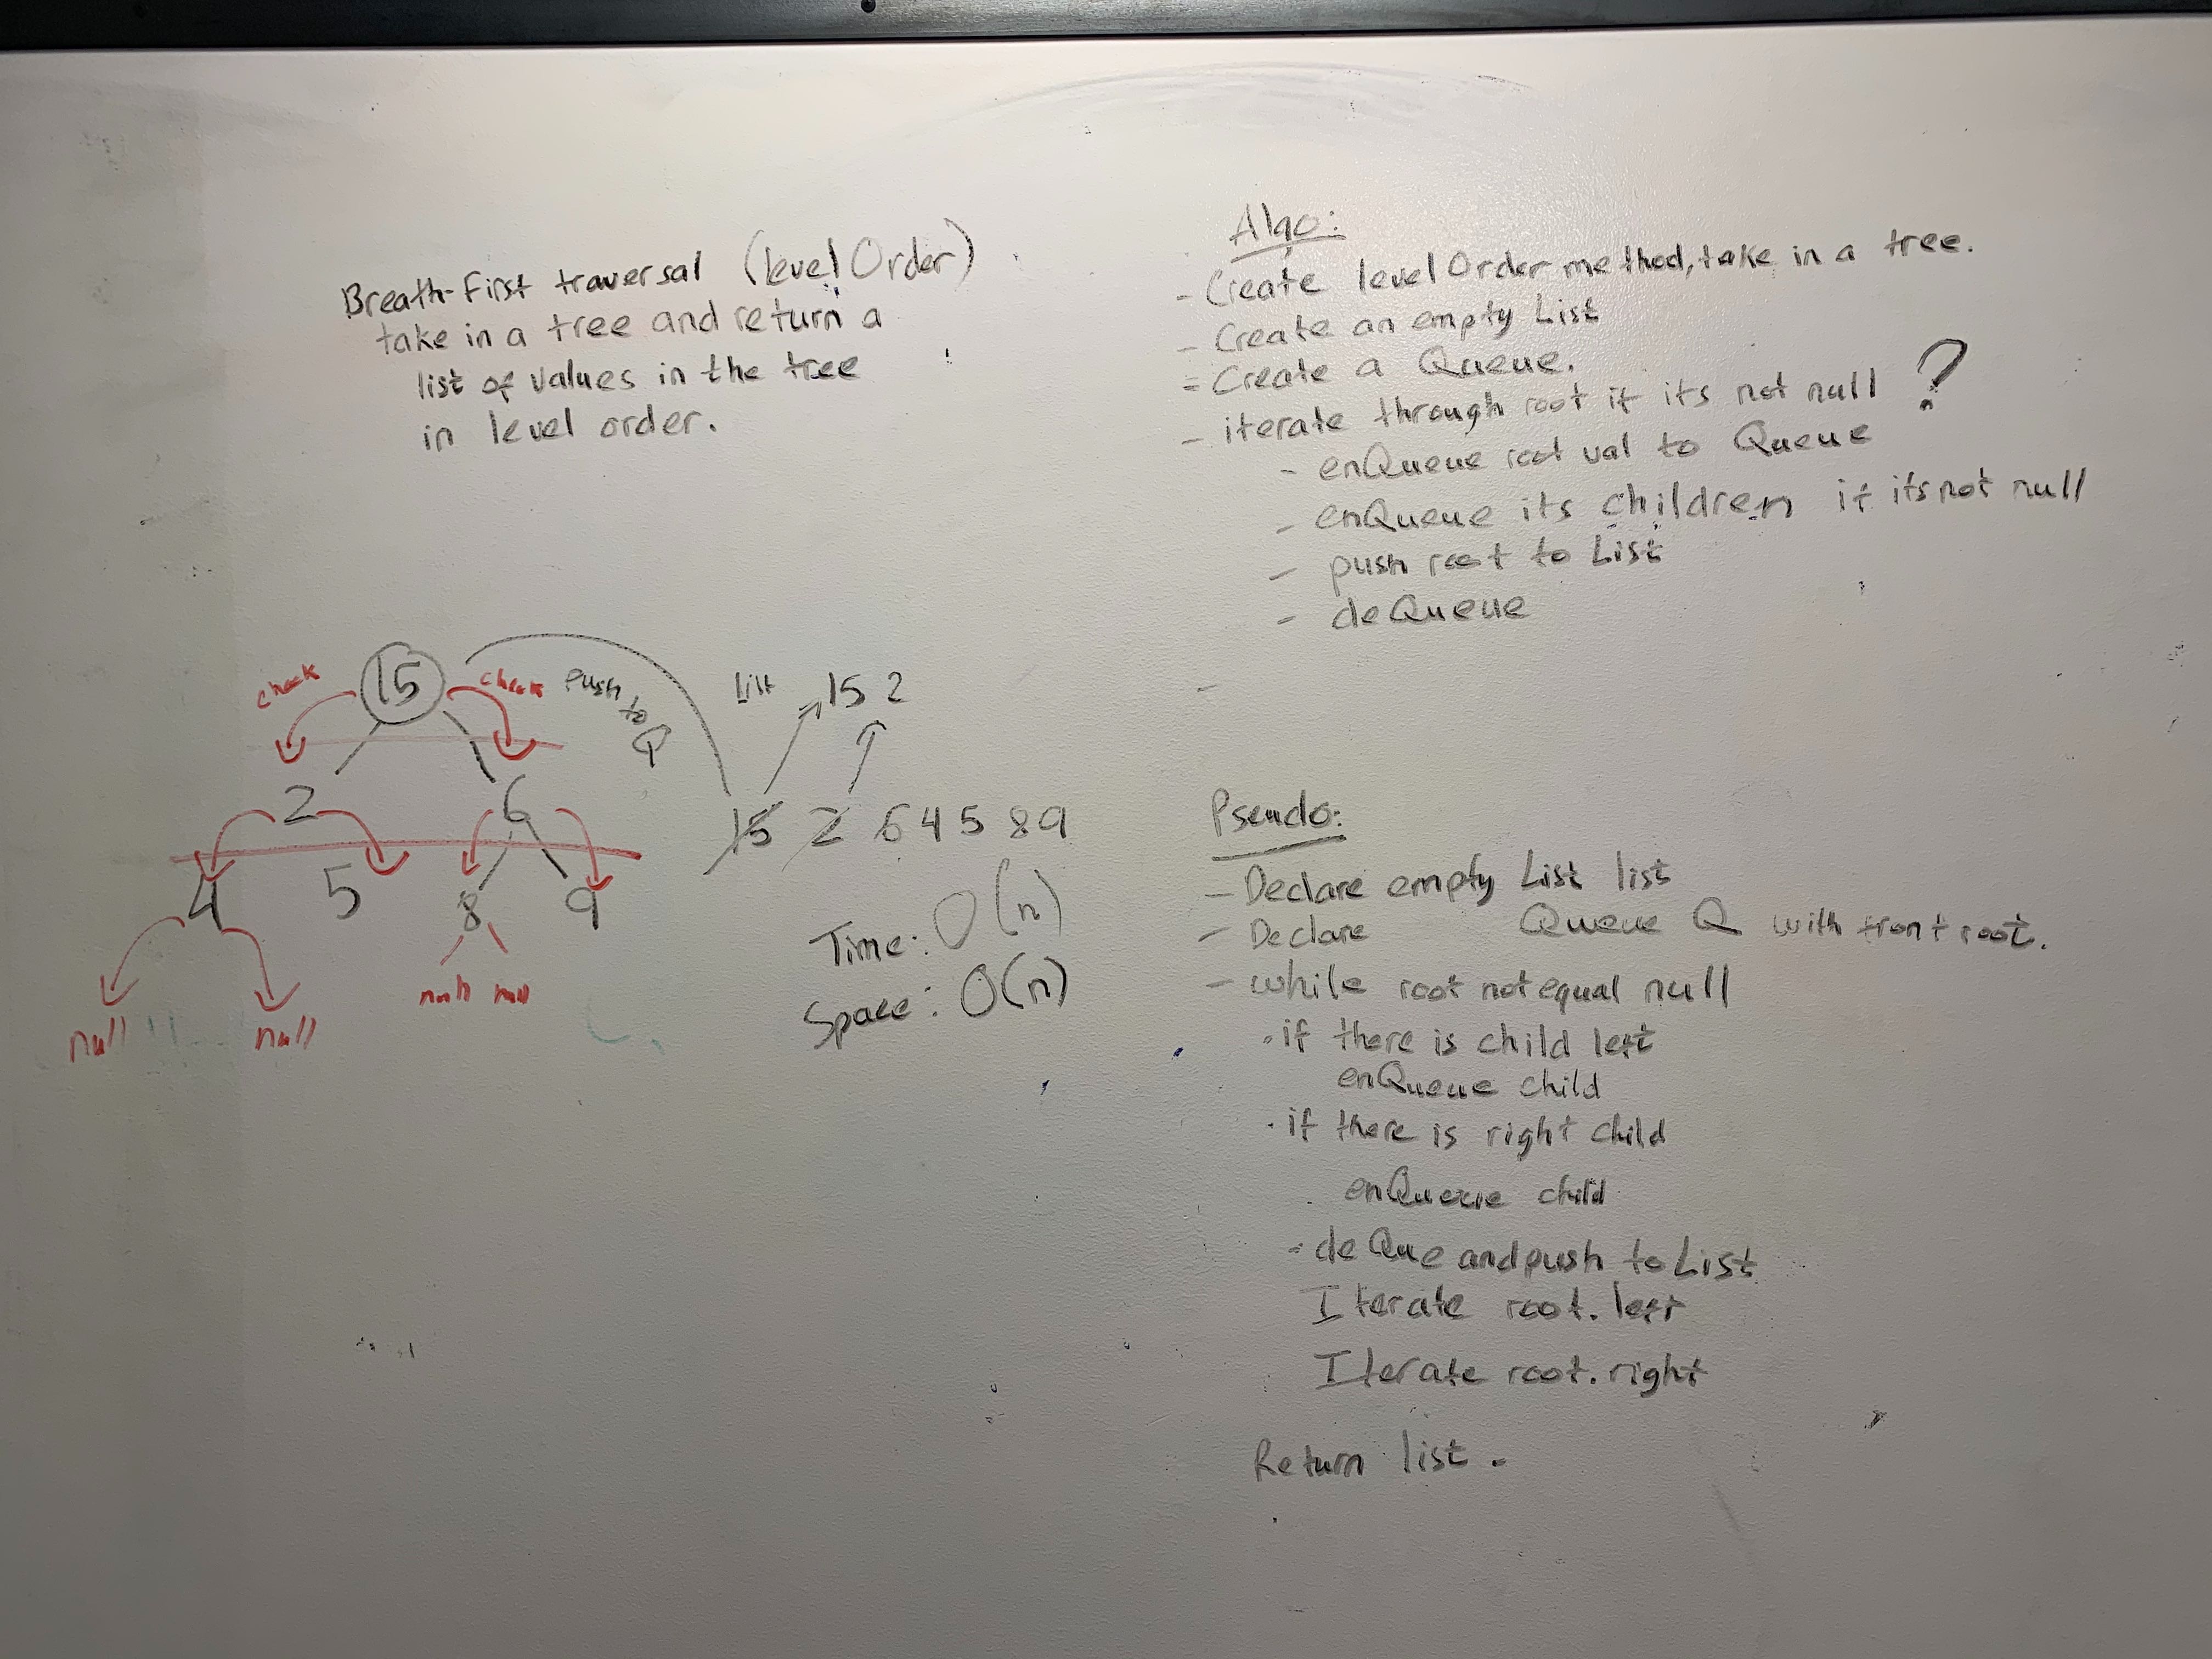 Breath-First traversal (level Order)
take in a tree and return a
list of values in the tree
in level order.
Algo:
- Create level Order method, take in a tree.
- Create an empty List
- Create a Queue.
- iterate through root if its not null ?
- enQueue root val to Queue
- enQueue its children if its not null
- push root to List
- deQueue
check 15 check push to Q
List 15 2
2 6
15 2 6 4 5 8 9
4 5 8 9
null null null null
Time: O(n)
Space: O(n)
Pseudo:
- Declare empty List list
- Declare Queue Q with front root.
- while root not equal null
. if there is child left
enQueue child
. if there is right child
enQueue child
- deQue and push to List
Iterate root.left
Iterate root.right
Return list.